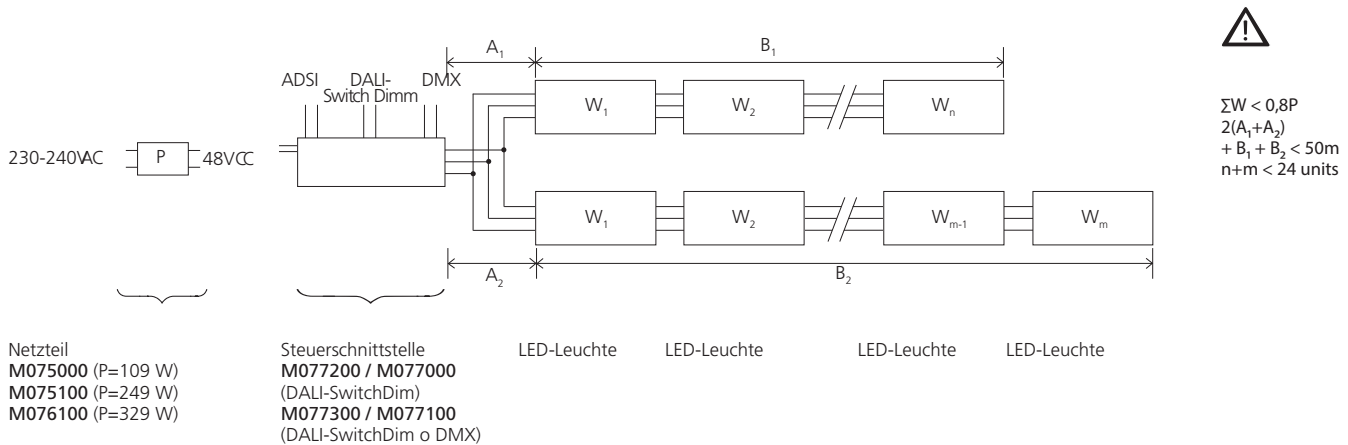 A₁
B₁
ADSI
DALI-
Switch Dimm
DMX
W₁
W₂
Wₙ
∑W < 0,8P
2(A₁+A₂)
+ B₁ + B₂ < 50m
n+m < 24 units
230-240VAC
P
48VCC
W₁
W₂
Wₘ₋₁
Wₘ
A₂
B₂
Netzteil
M075000 (P=109 W)
M075100 (P=249 W)
M076100 (P=329 W)
Steuerschnittstelle
M077200 / M077000
(DALI-SwitchDim)
M077300 / M077100
(DALI-SwitchDim o DMX)
LED-Leuchte
LED-Leuchte
LED-Leuchte
LED-Leuchte